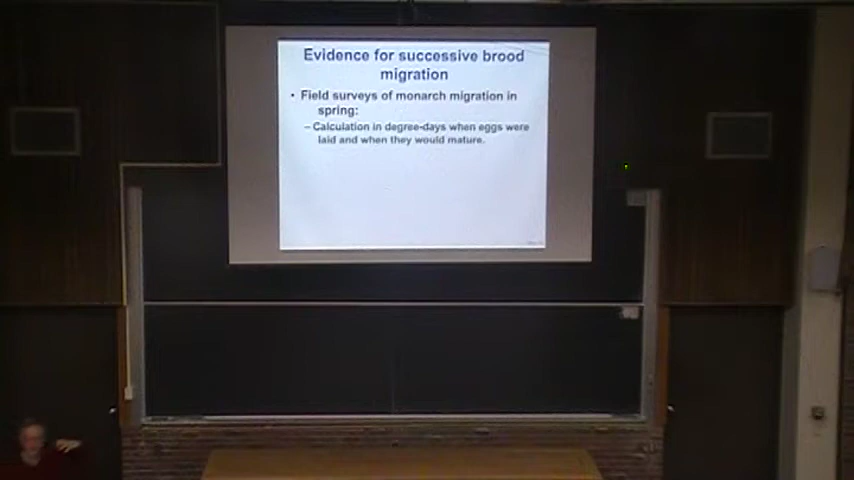 Evidence for successive brood
migration
• Field surveys of monarch migration in
spring:
– Calculation in degree-days when eggs were
laid and when they would mature.